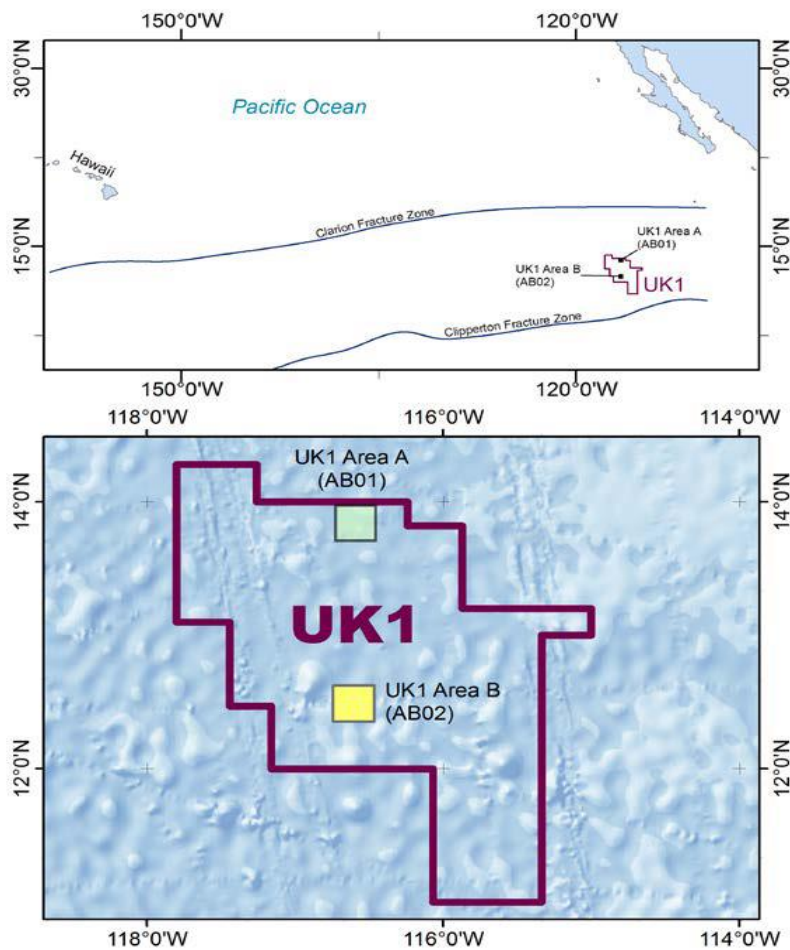 150°0'W 120°0'W
30°0'N 30°0'N
Pacific Ocean
Hawaii
Clarion Fracture Zone
15°0'N 15°0'N
UK1 Area A
(AB01)
UK1 Area B
(AB02)
UK1
Clipperton Fracture Zone
150°0'W 120°0'W
118°0'W 116°0'W 114°0'W
UK1 Area A
(AB01)
14°0'N 14°0'N
UK1
UK1 Area B
(AB02)
12°0'N 12°0'N
118°0'W 116°0'W 114°0'W